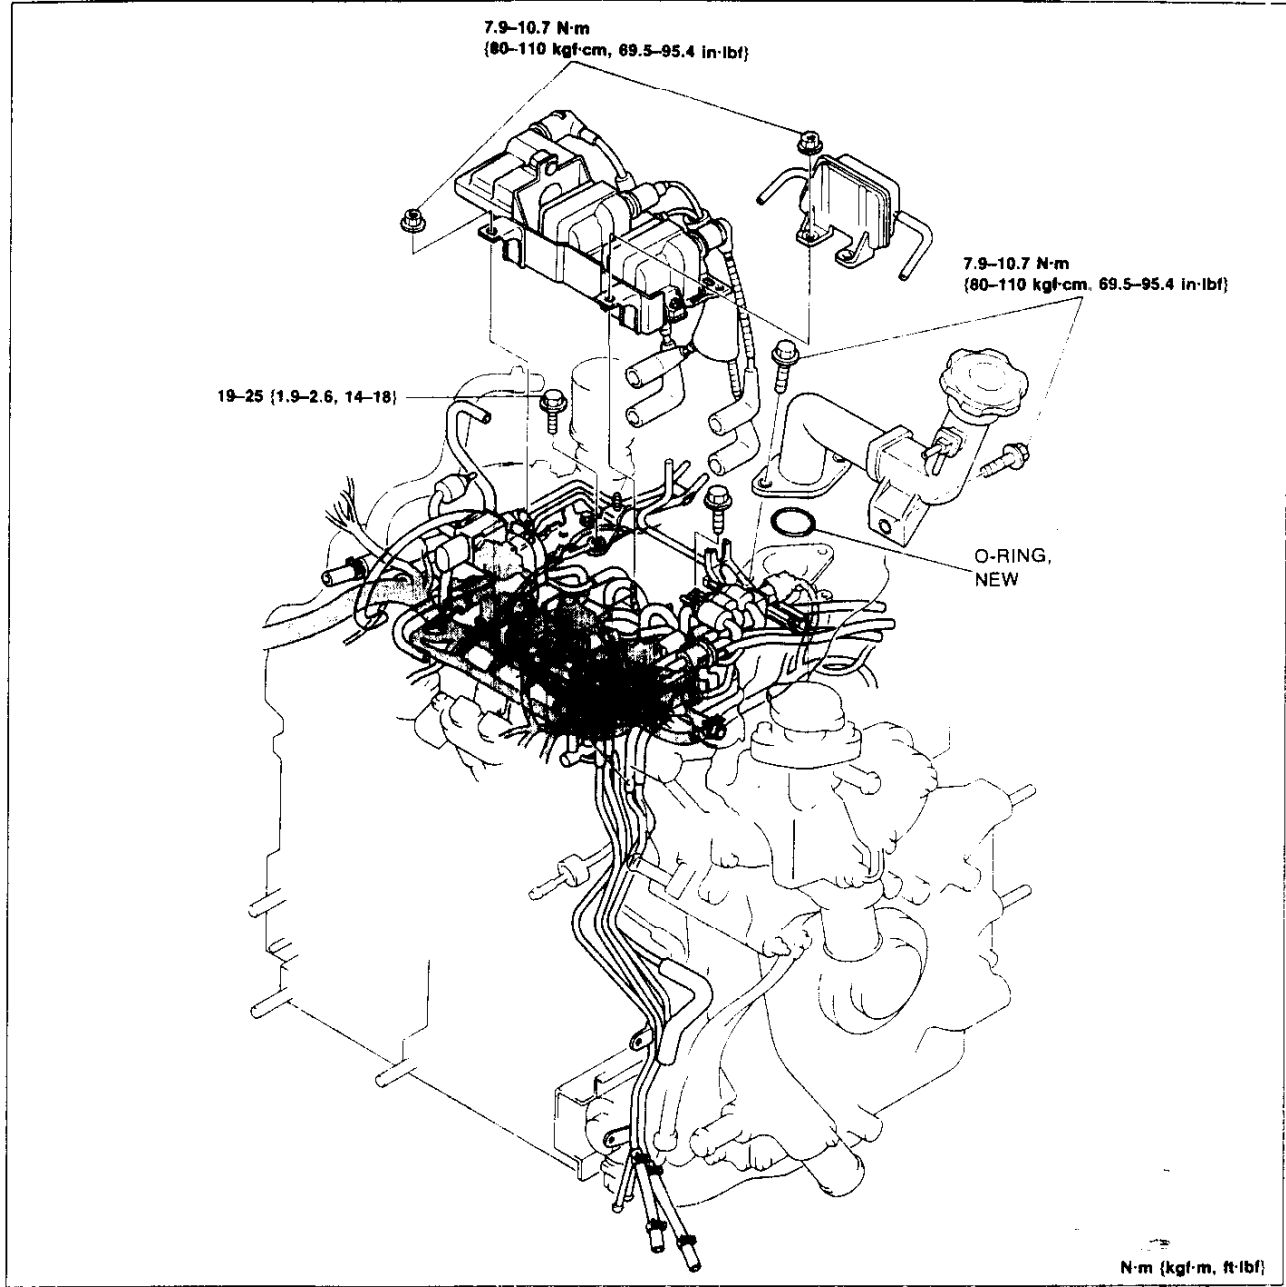 7.9–10.7 N·m
{80–110 kgf·cm, 69.5–95.4 in·lbf}
7.9–10.7 N·m
{80–110 kgf·cm, 69.5–95.4 in·lbf}
19–25 {1.9–2.6, 14–18}
O-RING,
NEW
N·m {kgf·m, ft·lbf}